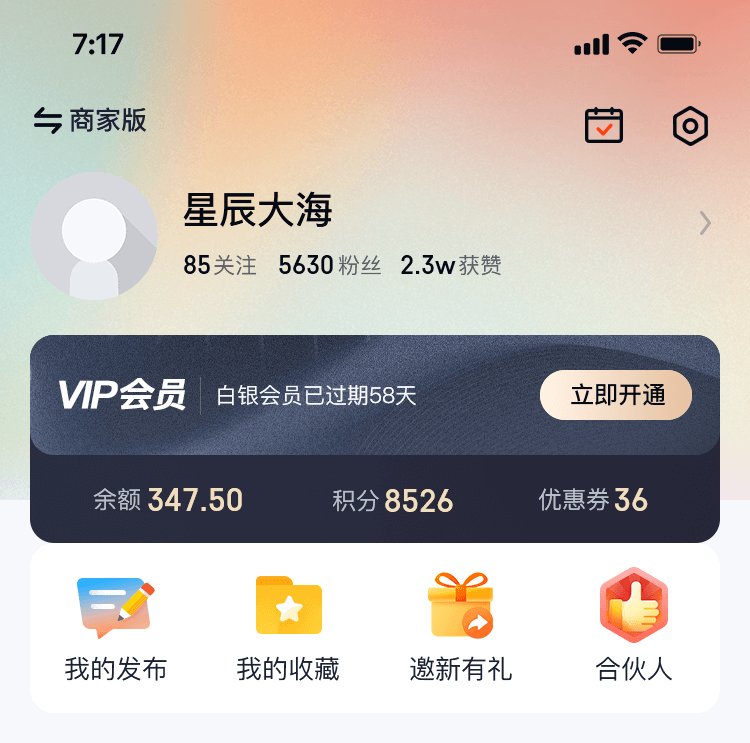 7:17
商家版
星辰大海
85关注 5630粉丝 2.3w获赞
VIP会员 白银会员已过期58天 立即开通
余额 347.50 积分 8526 优惠券 36
我的发布 我的收藏 邀新有礼 合伙人